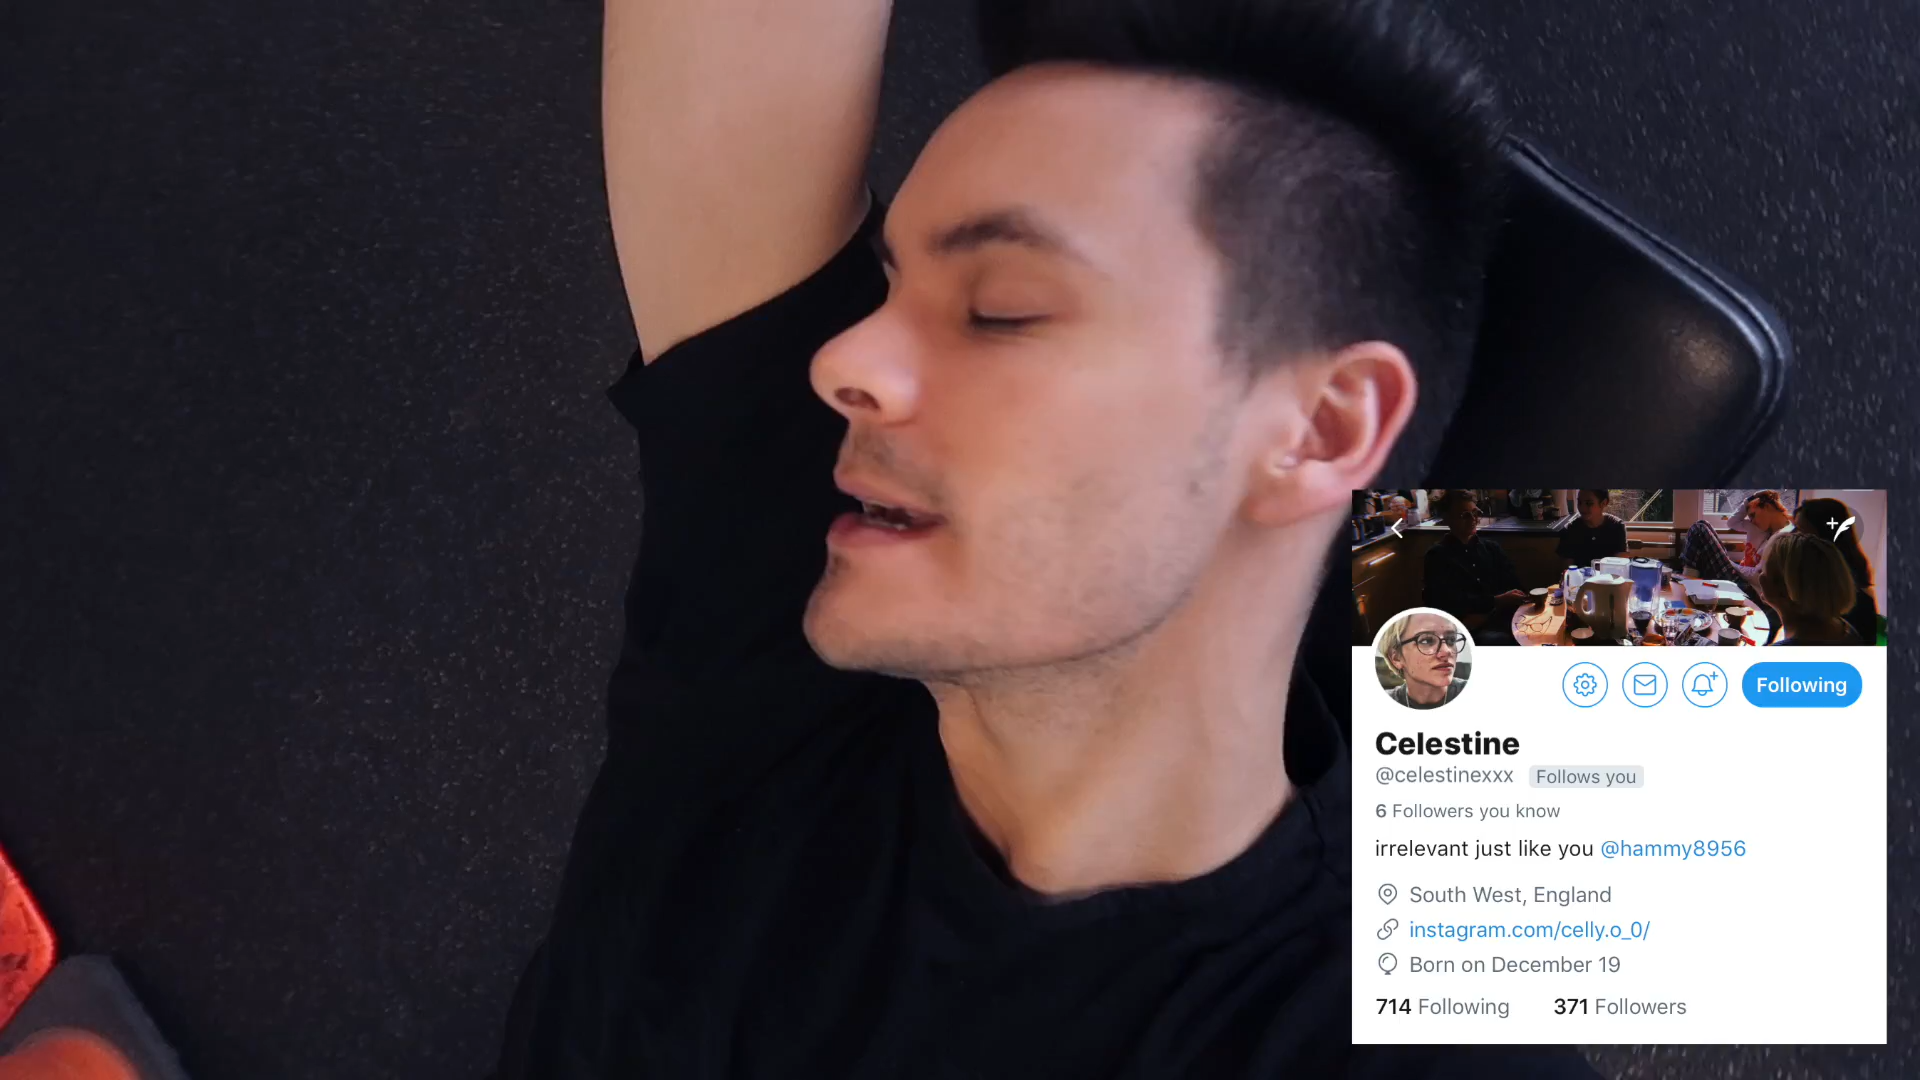 Following
Celestine
@celestinexxx Follows you
6 Followers you know
irrelevant just like you @hammy8956
South West, England
instagram.com/celly.o_0/
Born on December 19
714 Following 371 Followers